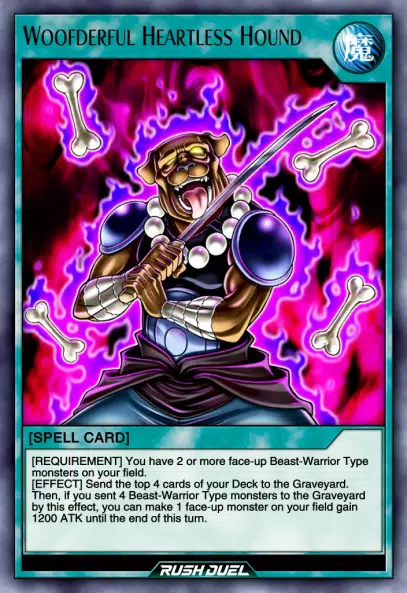 Woofderful Heartless Hound
魔
[SPELL CARD]
[REQUIREMENT] You have 2 or more face-up Beast-Warrior Type
monsters on your field.
[EFFECT] Send the top 4 cards of your Deck to the Graveyard.
Then, if you sent 4 Beast-Warrior Type monsters to the Graveyard
by this effect, you can make 1 face-up monster on your field gain
1200 ATK until the end of this turn.
RUSH DUEL